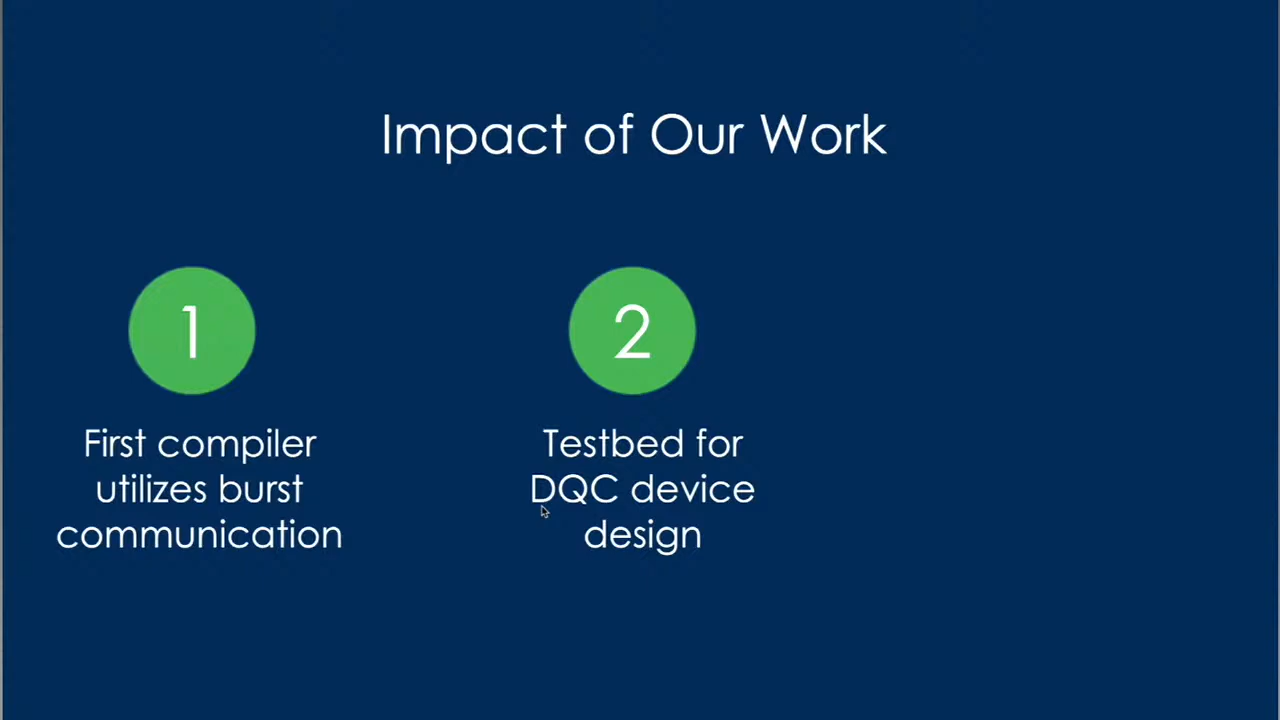 Impact of Our Work
1
First compiler
utilizes burst
communication
2
Testbed for
DQC device
design